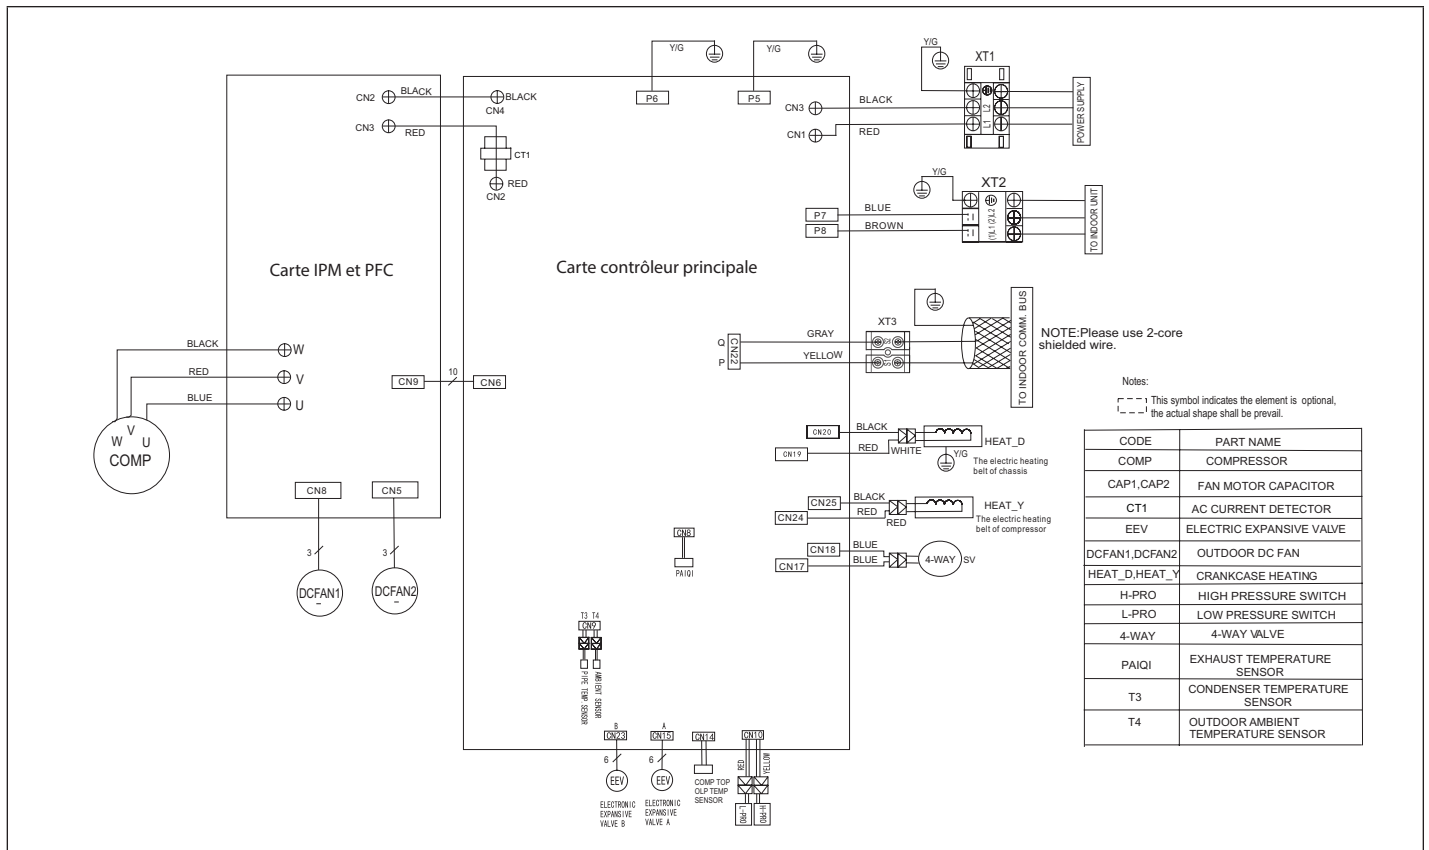 Y/G
Y/G
Y/G
XT1
P6
P5
CN2
BLACK
BLACK
CN4
CN3
RED
CT1
RED
CN2
CN3
BLACK
CN1
RED
L2
L1
POWER SUPPLY
Y/G
XT2
P7
BLUE
P8
BROWN
(1)L1 (2)L2
TO INDOOR UNIT
Carte IPM et PFC
Carte contrôleur principale
XT3
Q
GRAY
P
YELLOW
CN22
TO INDOOR COMM. BUS
NOTE:Please use 2-core
shielded wire.
BLACK
W
RED
V
BLUE
U
CN9
10
CN6
W
V
U
COMP
CN8
CN5
3
3
DCFAN1
~
DCFAN2
~
CN20
BLACK
CN19
RED
WHITE
HEAT_D
Y/G
The electric heating
belt of chassis
CN25
BLACK
CN24
RED
RED
HEAT_Y
The electric heating
belt of compressor
CN18
BLUE
CN17
BLUE
4-WAY
SV
CN8
PAIQI
T3 T4
CN9
PIPE TEMP SENSOR
AMBIENT SENSOR
B
CN23
6
EEV
ELECTRONIC
EXPANSIVE
VALVE B
A
CN15
6
EEV
ELECTRONIC
EXPANSIVE
VALVE A
CN14
COMP TOP
OLP TEMP
SENSOR
CN10
RED
YELLOW
L-PRO
H-PRO
Notes:
This symbol indicates the element is optional,
the actual shape shall be prevail.
CODE PART NAME
COMP COMPRESSOR
CAP1,CAP2 FAN MOTOR CAPACITOR
CT1 AC CURRENT DETECTOR
EEV ELECTRIC EXPANSIVE VALVE
DCFAN1,DCFAN2 OUTDOOR DC FAN
HEAT_D,HEAT_Y CRANKCASE HEATING
H-PRO HIGH PRESSURE SWITCH
L-PRO LOW PRESSURE SWITCH
4-WAY 4-WAY VALVE
PAIQI EXHAUST TEMPERATURE
SENSOR
T3 CONDENSER TEMPERATURE
SENSOR
T4 OUTDOOR AMBIENT
TEMPERATURE SENSOR